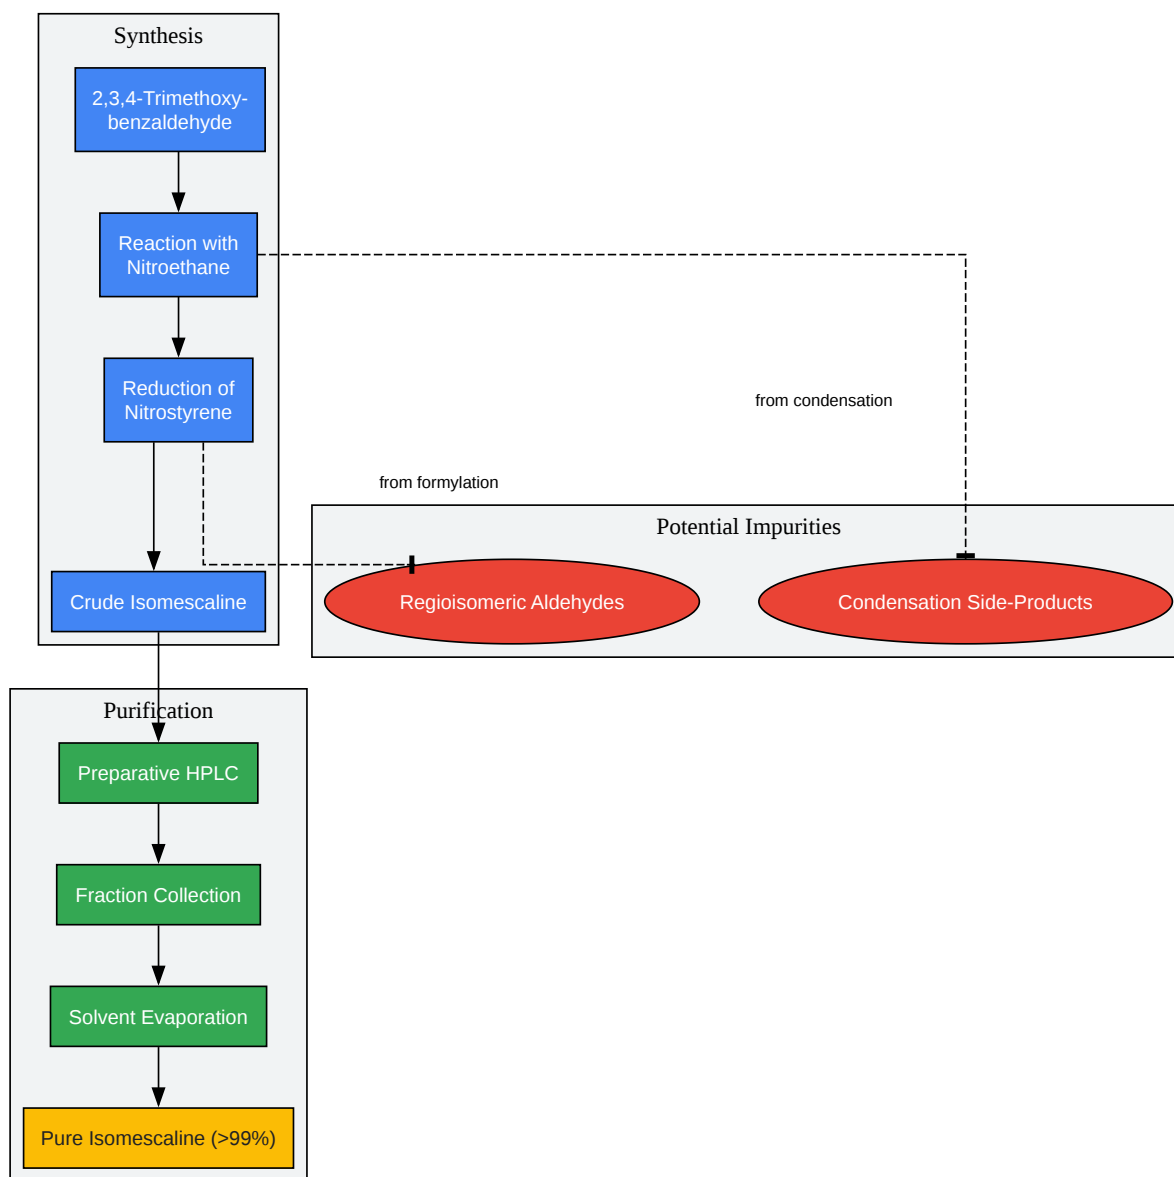 Synthesis
2,3,4-Trimethoxy-
benzaldehyde
Reaction with
Nitroethane
Reduction of
Nitrostyrene
from condensation
from formylation
Potential Impurities
Regioisomeric Aldehydes
Condensation Side-Products
Crude Isomescaline
Purification
Preparative HPLC
Fraction Collection
Solvent Evaporation
Pure Isomescaline (>99%)